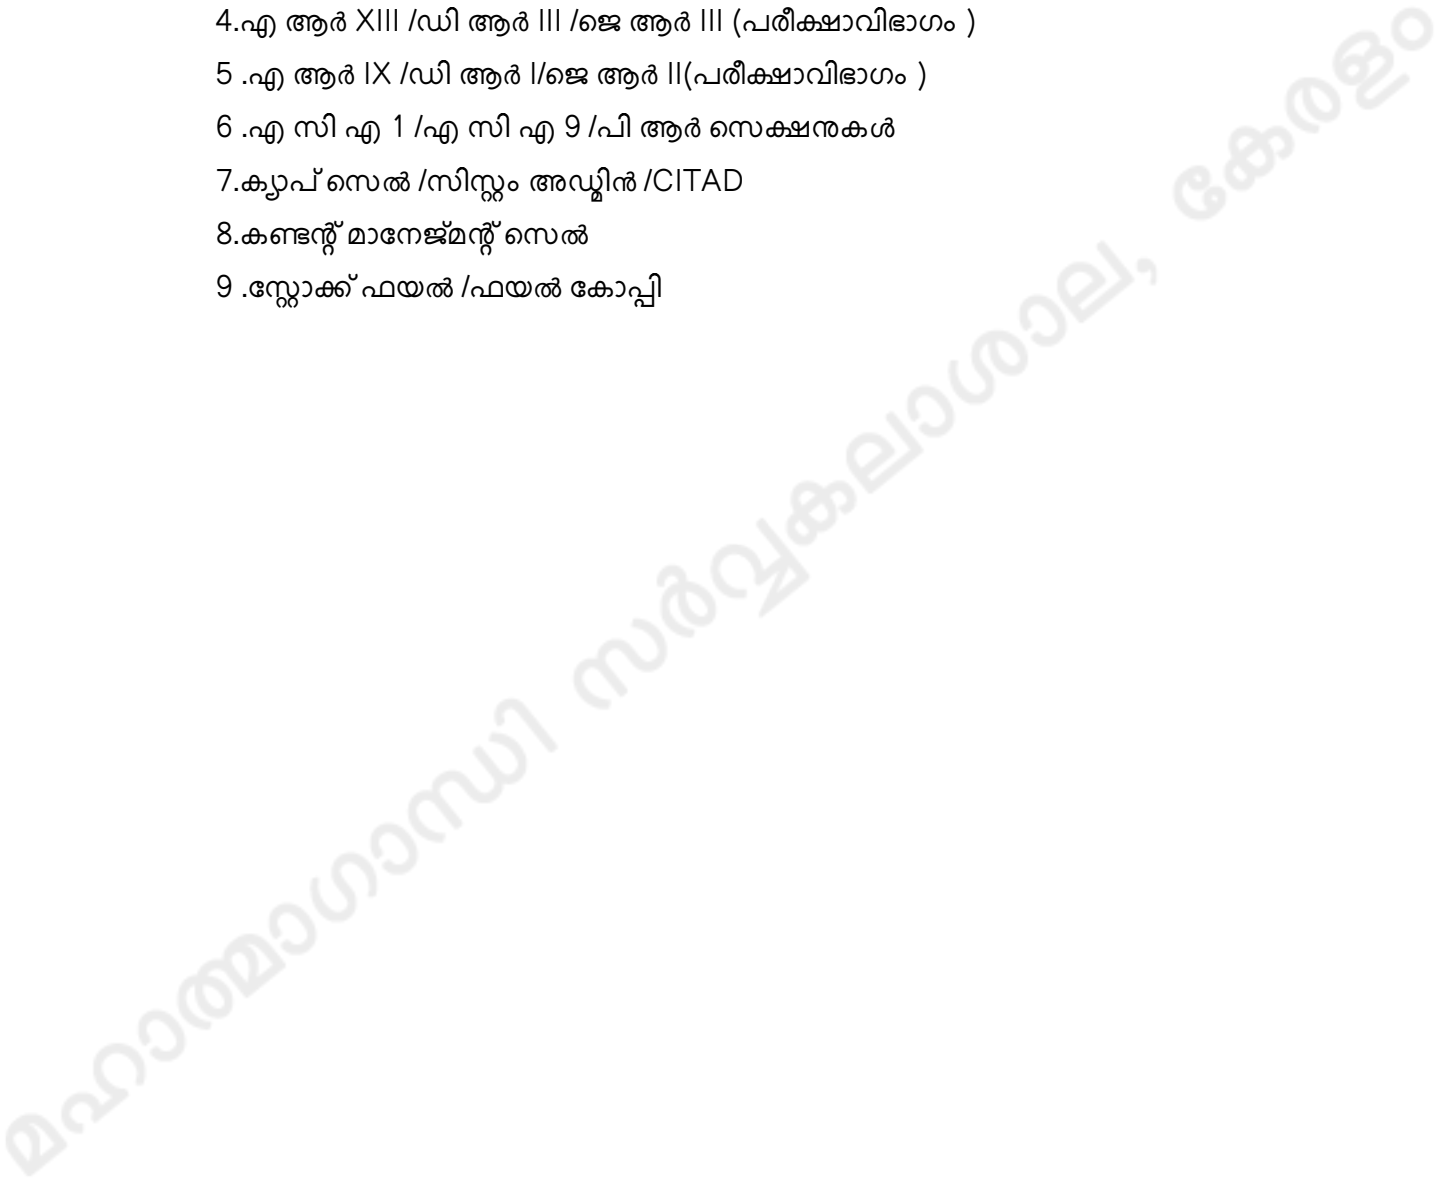 4.എ ആർ XIII /ഡി ആർ III /ജെ ആർ III (പരീക്ഷാവിഭാഗം )
5 .എ ആർ IX /ഡി ആർ I/ജെ ആർ II(പരീക്ഷാവിഭാഗം )
6 .എ സി എ 1 /എ സി എ 9 /പി ആർ സെക്ഷനുകൾ
7.ക്യാപ് സെൽ /സിസ്റ്റം അഡ്മിൻ /CITAD
8.കണ്ടന്റ് മാനേജ്മന്റ് സെൽ
9 .സ്റ്റോക്ക് ഫയൽ /ഫയൽ കോപ്പി
മഹാത്മാഗാന്ധി സർവ്വകലാശാല, കേരളം